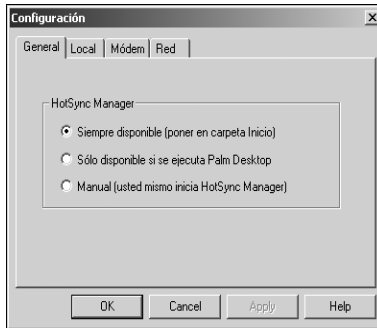 Configuración
General Local Módem Red
HotSync Manager
Siempre disponible (poner en carpeta Inicio)
Sólo disponible si se ejecuta Palm Desktop
Manual (usted mismo inicia HotSync Manager)
OK Cancel Apply Help